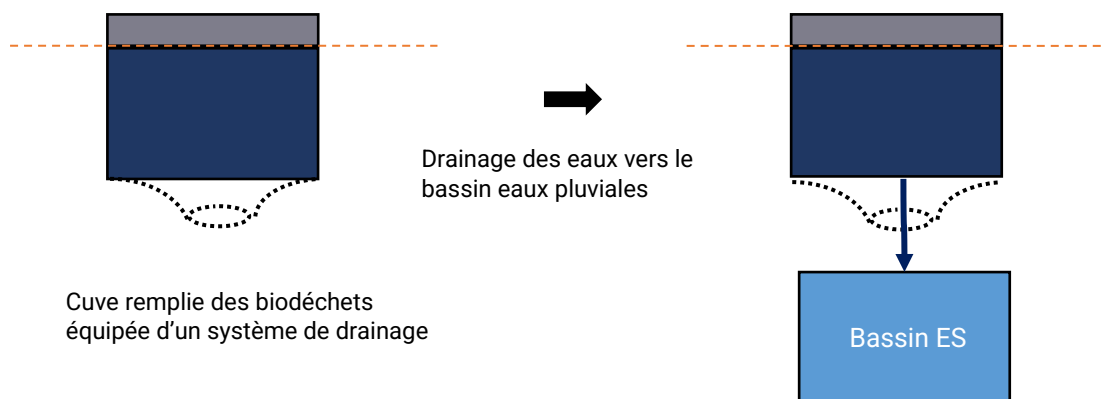 Drainage des eaux vers le
bassin eaux pluviales
Cuve remplie des biodéchets
équipée d'un système de drainage
Bassin ES